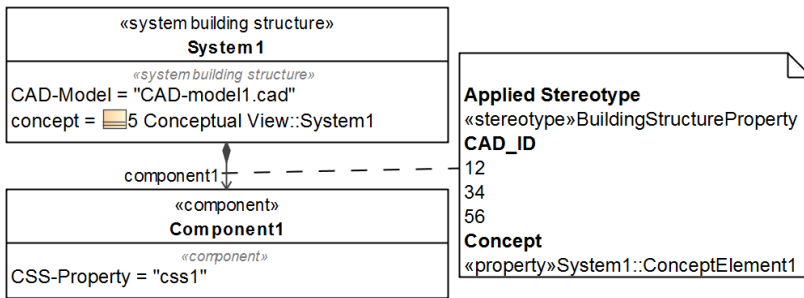 «system building structure»
System1
«system building structure»
CAD-Model = "CAD-model1.cad"
concept = 5 Conceptual View::System1
component1
«component»
Component1
«component»
CSS-Property = "css1"
Applied Stereotype
«stereotype»BuildingStructureProperty
CAD_ID
12
34
56
Concept
«property»System1::ConceptElement1